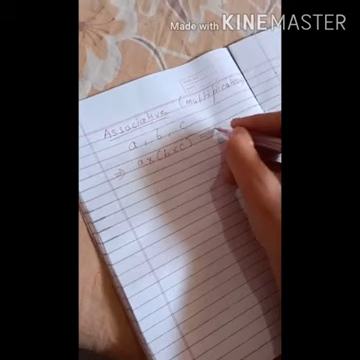 Made with KINEMASTER
Associative (multiplication
a, b, c
⇒ a×(b×c) =